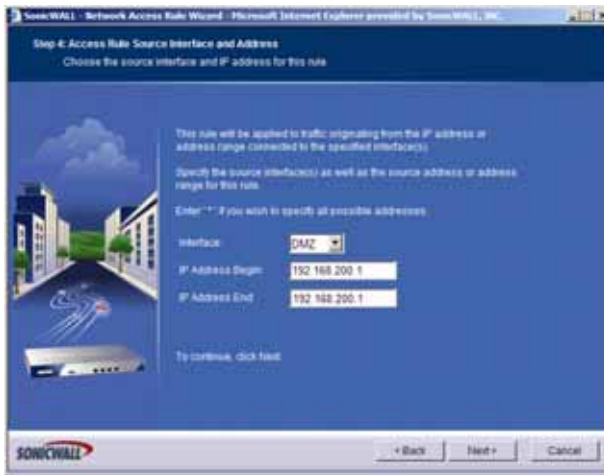 SonicWALL - Network Access Rule Wizard - Microsoft Internet Explorer provided by SonicWALL, INC.
Step 4: Access Rule Source Interface and Address
Choose the source interface and IP address for this rule
This rule will be applied to traffic originating from the IP address or
address range connected to the specified interface(s).
Specify the source interface(s) as well as the source address or address
range for this rule.
Enter "*" if you wish to specify all possible addresses.
Interface
DMZ
IP Address Begin
192.168.200.1
IP Address End
192.168.200.1
To continue, click Next
SONICWALL
< Back
Next >
Cancel